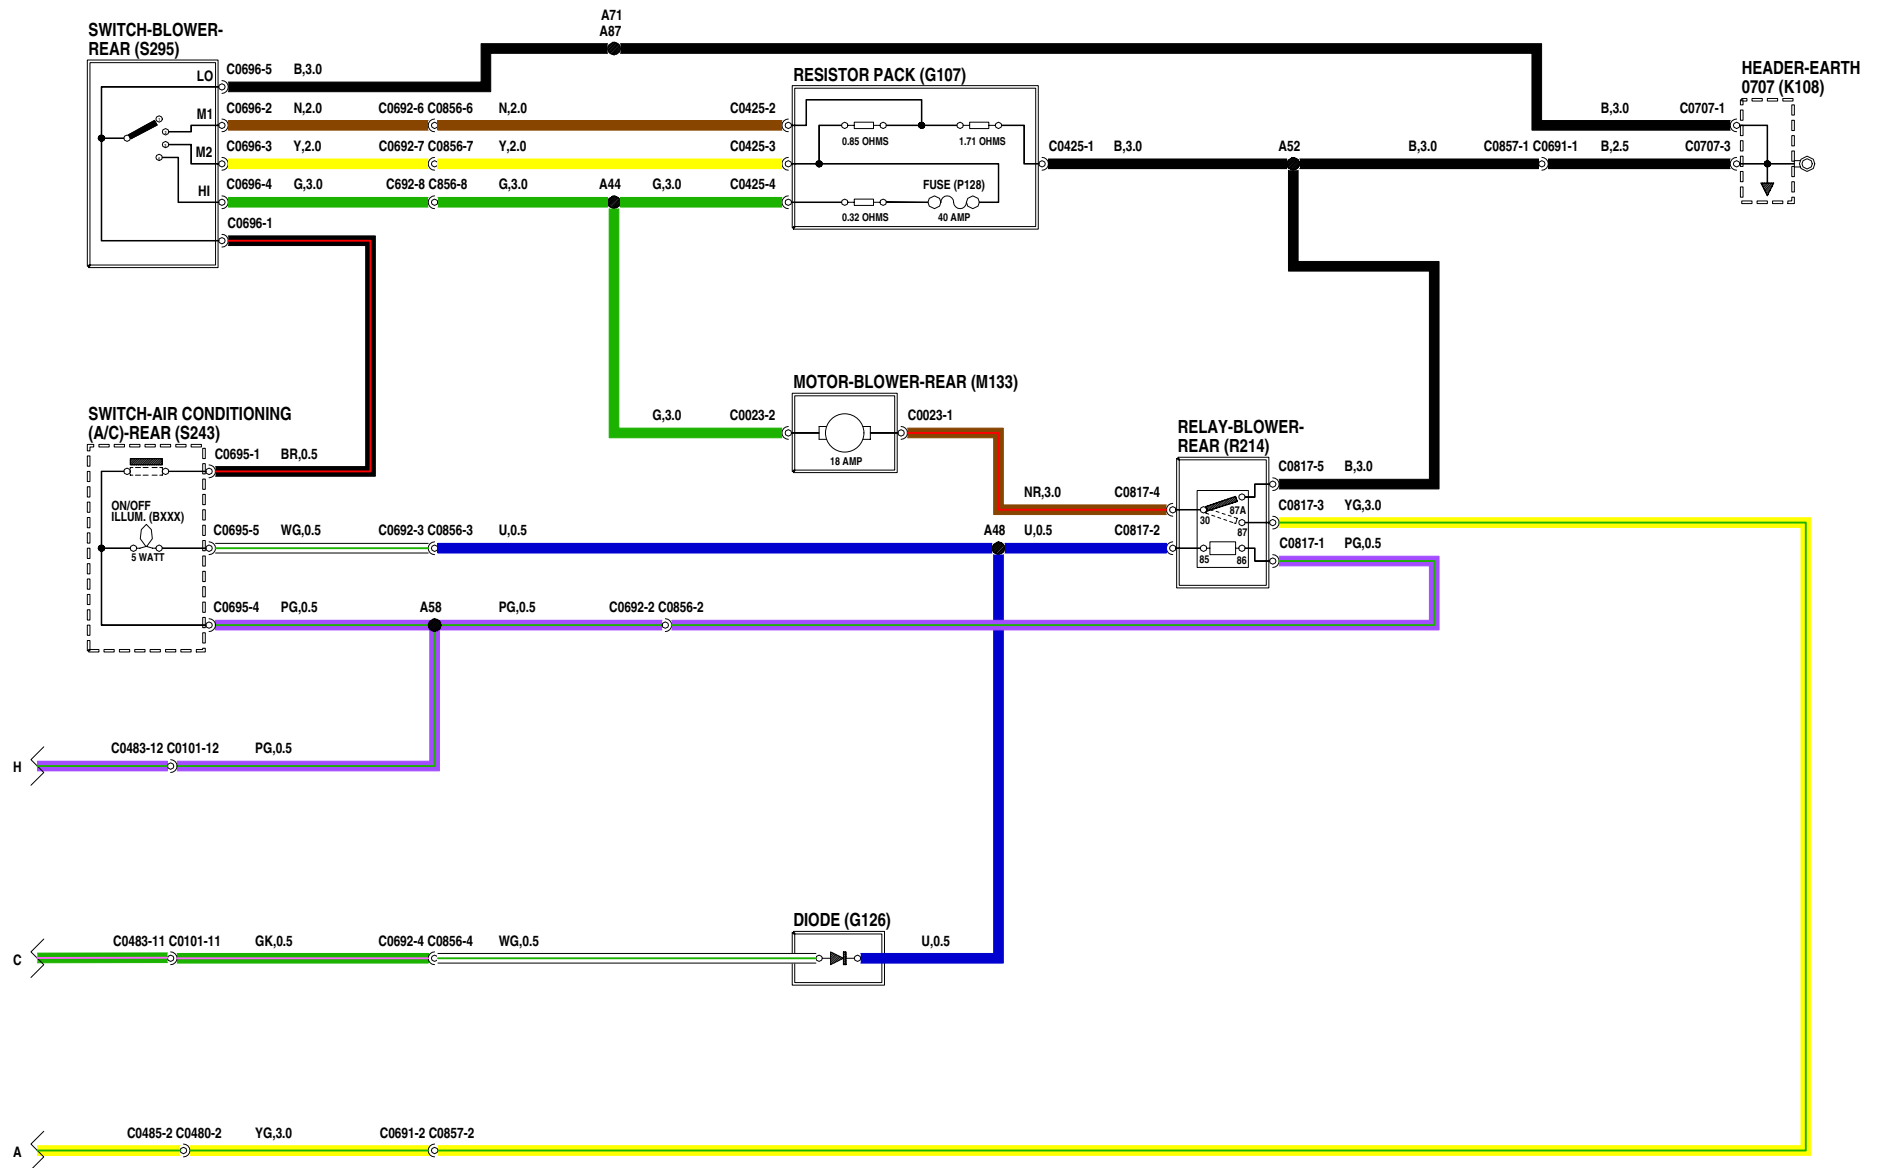 A71
A87
SWITCH-BLOWER-
REAR (S295)
LO
C0696-5 B,3.0
RESISTOR PACK (G107)
HEADER-EARTH
0707 (K108)
M1
C0696-2 N,2.0 C0692-6 C0856-6 N,2.0 C0425-2
B,3.0 C0707-1
0.85 OHMS 1.71 OHMS
M2
C0696-3 Y,2.0 C0692-7 C0856-7 Y,2.0 C0425-3
C0425-1 B,3.0 A52 B,3.0 C0857-1 C0691-1 B,2.5 C0707-3
HI
C0696-4 G,3.0 C692-8 C856-8 G,3.0 A44 G,3.0 C0425-4
FUSE (P128)
0.32 OHMS 40 AMP
C0696-1
MOTOR-BLOWER-REAR (M133)
G,3.0 C0023-2 C0023-1
18 AMP
SWITCH-AIR CONDITIONING
(A/C)-REAR (S243)
C0695-1 BR,0.5
RELAY-BLOWER-
REAR (R214)
C0817-5 B,3.0
NR,3.0 C0817-4
87A
30
87
C0817-3 YG,3.0
ON/OFF
ILLUM. (BXXX)
5 WATT
C0695-5 WG,0.5 C0692-3 C0856-3 U,0.5 A48 U,0.5 C0817-2
85 86
C0817-1 PG,0.5
C0695-4 PG,0.5 A58 PG,0.5 C0692-2 C0856-2
C0483-12 C0101-12 PG,0.5
H
DIODE (G126)
C0483-11 C0101-11 GK,0.5 C0692-4 C0856-4 WG,0.5 U,0.5
C
C0485-2 C0480-2 YG,3.0 C0691-2 C0857-2
A